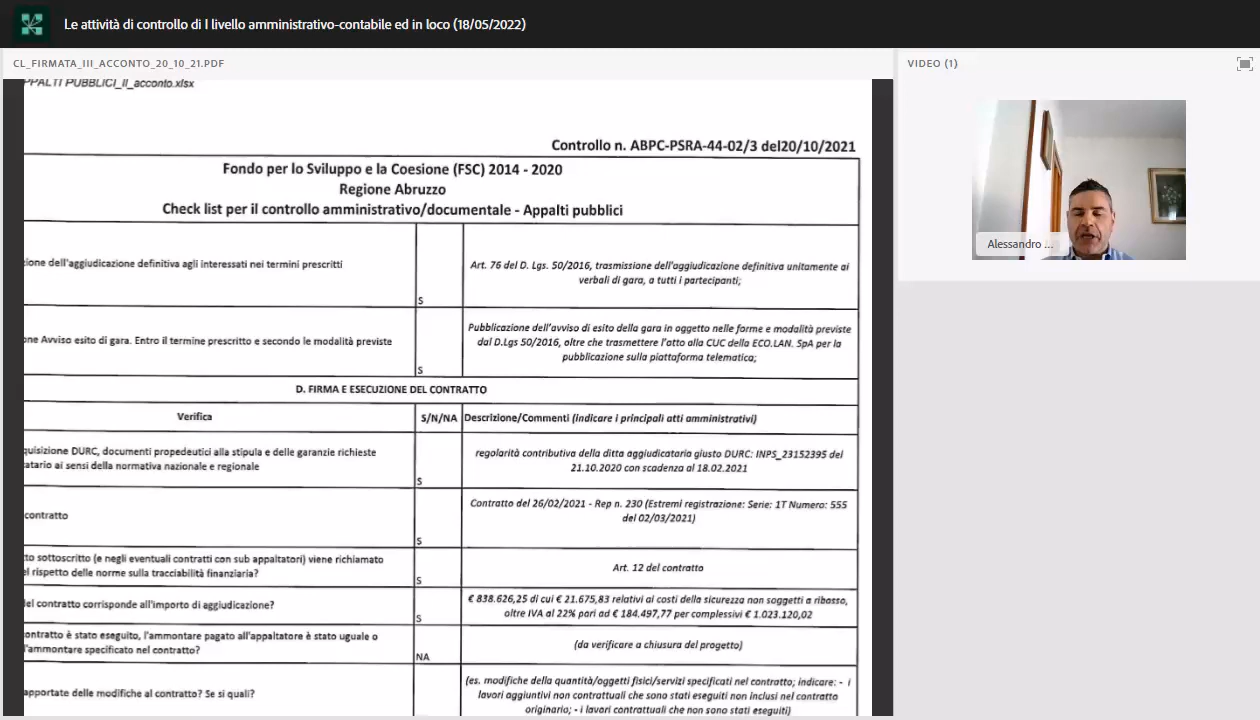 Le attività di controllo di I livello amministrativo-contabile ed in loco (18/05/2022)
CL_FIRMATA_III_ACCONTO_20_10_21.PDF
VIDEO (1)
PPALTI PUBBLICI_II_acconto.xlsx
Controllo n. ABPC-PSRA-44-02/3 del20/10/2021
Fondo per lo Sviluppo e la Coesione (FSC) 2014 - 2020
Regione Abruzzo
Check list per il controllo amministrativo/documentale - Appalti pubblici
zione dell'aggiudicazione definitiva agli interessati nei termini prescritti
S
Art. 76 del D. Lgs. 50/2016, trasmissione dell'aggiudicazione definitiva unitamente ai
verbali di gara, a tutti i partecipanti;
one Avviso esito di gara. Entro il termine prescritto e secondo le modalità previste
S
Pubblicazione dell'avviso di esito della gara in oggetto nelle forme e modalità previste
dal D.Lgs 50/2016, oltre che trasmettere l'atto alla CUC della ECO.LAN. SpA per la
pubblicazione sulla piattaforma telematica;
D. FIRMA E ESECUZIONE DEL CONTRATTO
Verifica
S/N/NA
Descrizione/Commenti (indicare i principali atti amministrativi)
quisizione DURC, documenti propedeutici alla stipula e delle garanzie richieste
atario ai sensi della normativa nazionale e regionale
S
regolarità contributiva della ditta aggiudicataria giusto DURC: INPS_23152395 del
21.10.2020 con scadenza al 18.02.2021
contratto
S
Contratto del 26/02/2021 - Rep n. 230 (Estremi registrazione: Serie: 1T Numero: 555
del 02/03/2021)
to sottoscritto (e negli eventuali contratti con sub appaltatori) viene richiamato
l rispetto delle norme sulla tracciabilità finanziaria?
S
Art. 12 del contratto
del contratto corrisponde all'importo di aggiudicazione?
S
€ 838.626,25 di cui € 21.675,83 relativi ai costi della sicurezza non soggetti a ribasso,
oltre IVA al 22% pari ad € 184.497,77 per complessivi € 1.023.120,02
ontratto è stato eseguito, l'ammontare pagato all'appaltatore è stato uguale o
l'ammontare specificato nel contratto?
NA
(da verificare a chiusura del progetto)
apportate delle modifiche al contratto? Se si quali?
(es. modifiche della quantità/oggetti fisici/servizi specificati nel contratto; indicare: - i
lavori aggiuntivi non contrattuali che sono stati eseguiti non inclusi nel contratto
originario; - i lavori contrattuali che non sono stati eseguiti)
Alessandro ...